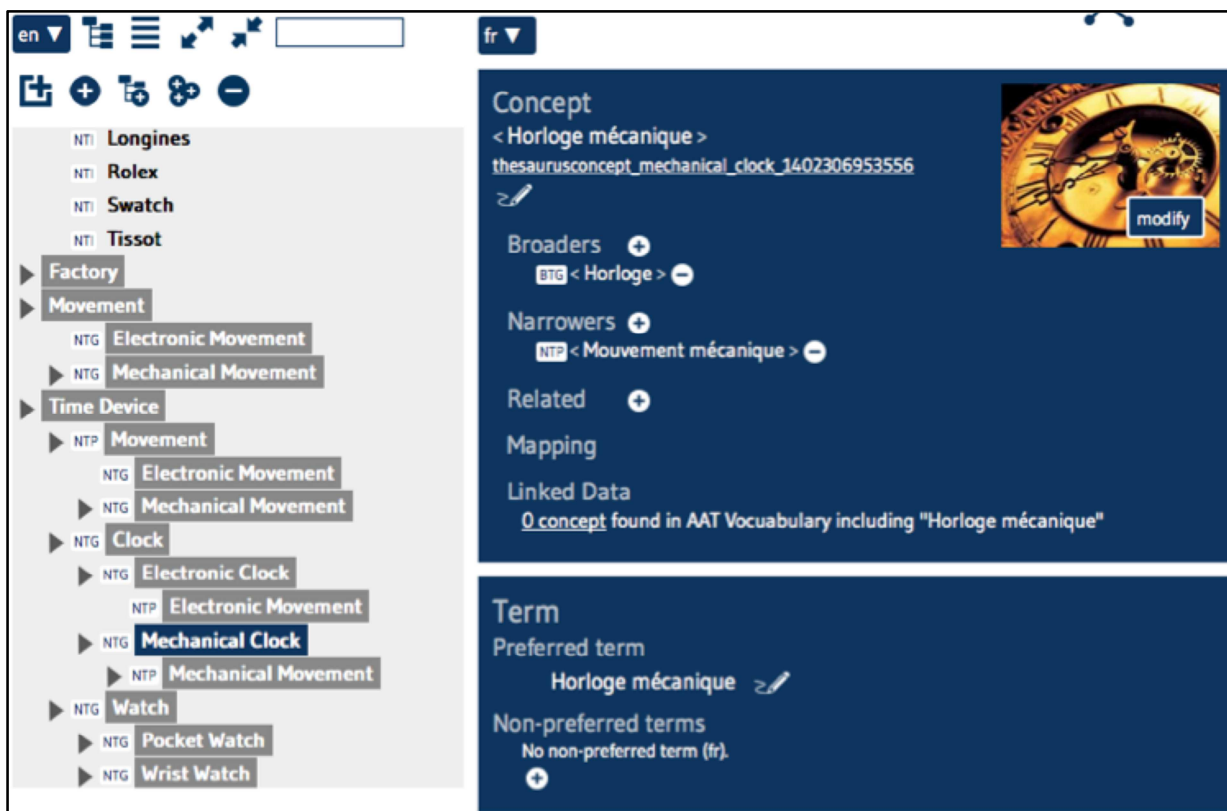 en ▼
NTI Longines
NTI Rolex
NTI Swatch
NTI Tissot
Factory
Movement
NTG Electronic Movement
NTG Mechanical Movement
Time Device
NTP Movement
NTG Electronic Movement
NTG Mechanical Movement
NTG Clock
NTG Electronic Clock
NTP Electronic Movement
NTG Mechanical Clock
NTP Mechanical Movement
NTG Watch
NTG Pocket Watch
NTG Wrist Watch
fr ▼
Concept
< Horloge mécanique >
thesaurusconcept_mechanical_clock_1402306953556
modify
Broaders
BTG < Horloge >
Narrowers
NTP < Mouvement mécanique >
Related
Mapping
Linked Data
0 concept found in AAT Vocuabulary including "Horloge mécanique"
Term
Preferred term
Horloge mécanique
Non-preferred terms
No non-preferred term (fr).